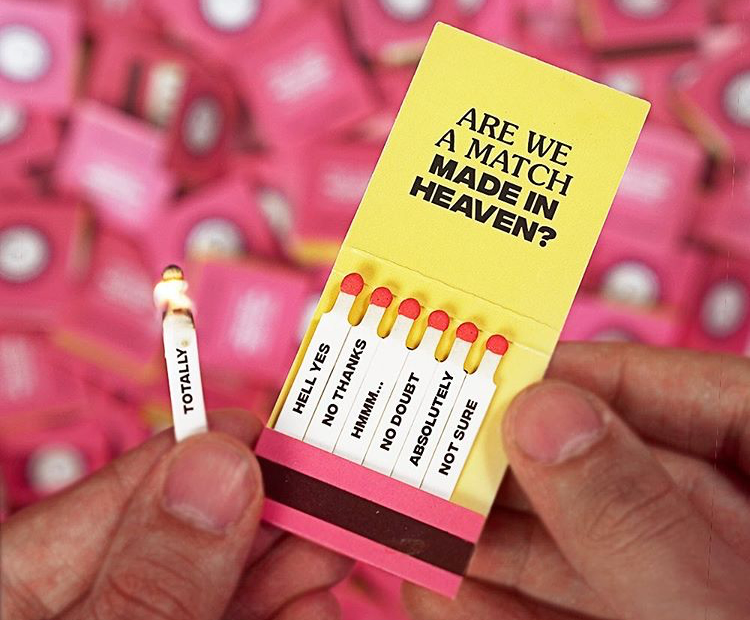 ARE WE
A MATCH
MADE IN
HEAVEN?
TOTALLY
HELL YES
NO THANKS
HMMM...
NO DOUBT
ABSOLUTELY
NOT SURE